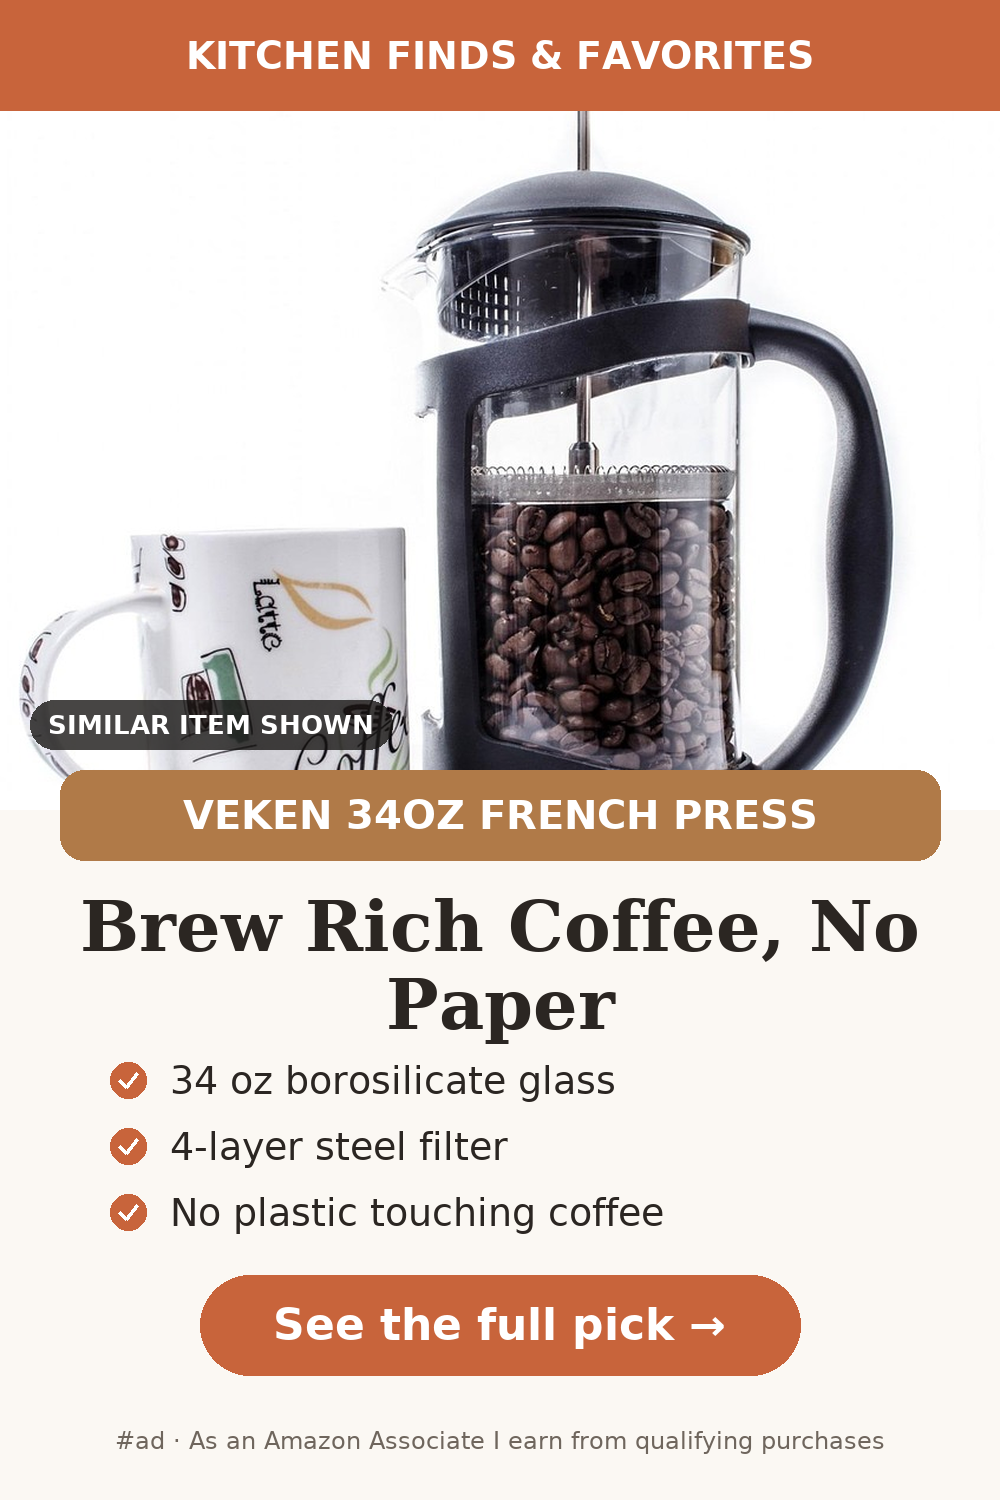 KITCHEN FINDS & FAVORITES
Latte
Coffee
SIMILAR ITEM SHOWN
VEKEN 34OZ FRENCH PRESS
Brew Rich Coffee, No
Paper
34 oz borosilicate glass
4-layer steel filter
No plastic touching coffee
See the full pick →
#ad · As an Amazon Associate I earn from qualifying purchases